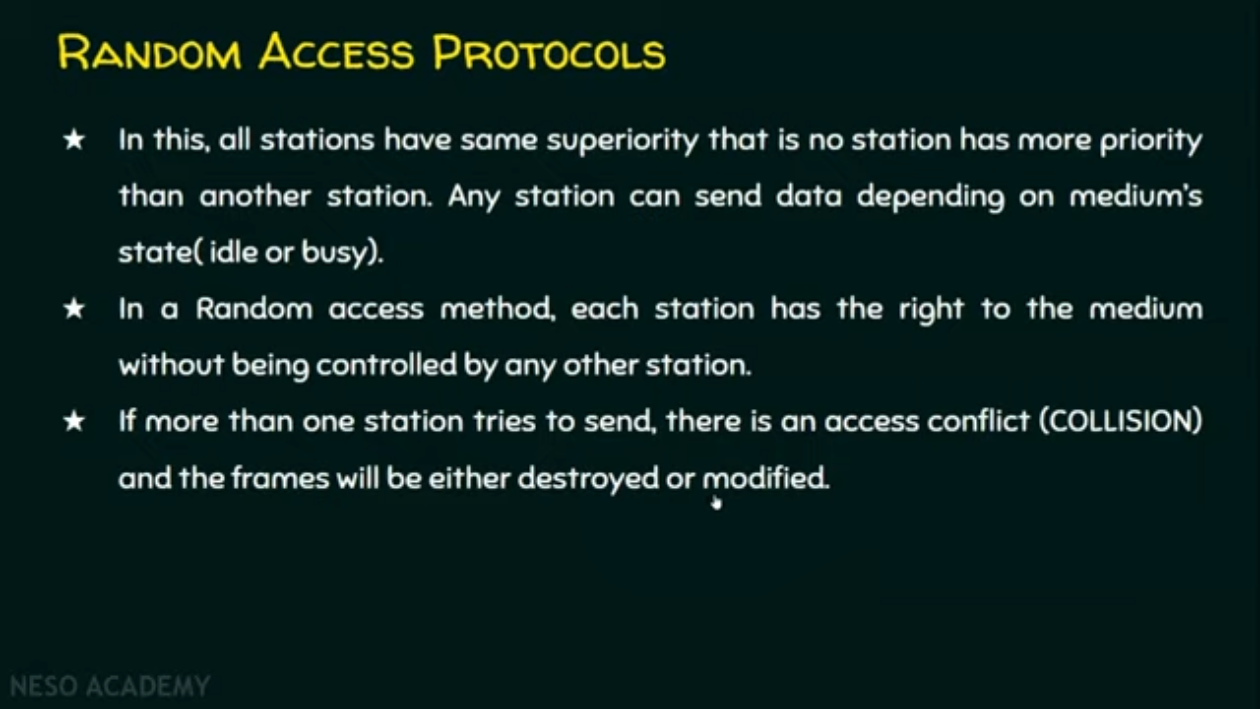 RANDOM ACCESS PROTOCOLS
★ In this, all stations have same superiority that is no station has more priority
than another station. Any station can send data depending on medium's
state( idle or busy).
★ In a Random access method, each station has the right to the medium
without being controlled by any other station.
★ If more than one station tries to send, there is an access conflict (COLLISION)
and the frames will be either destroyed or modified.
NESO ACADEMY